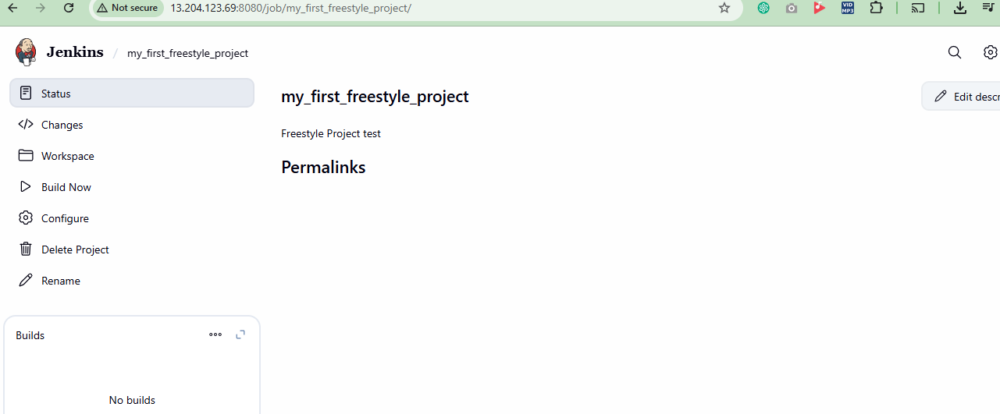 Not secure 13.204.123.69:8080/job/my_first_freestyle_project/
VID
MP3
Jenkins / my_first_freestyle_project
Status
my_first_freestyle_project
Edit descr
Changes
Freestyle Project test
Workspace
Permalinks
Build Now
Configure
Delete Project
Rename
Builds
No builds